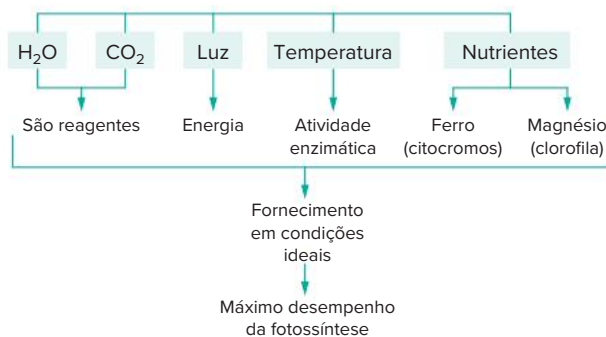 H₂O CO₂ Luz Temperatura Nutrientes
São reagentes Energia Atividade enzimática Ferro (citocromos) Magnésio (clorofila)
Fornecimento
em condições
ideais
Máximo desempenho
da fotossíntese